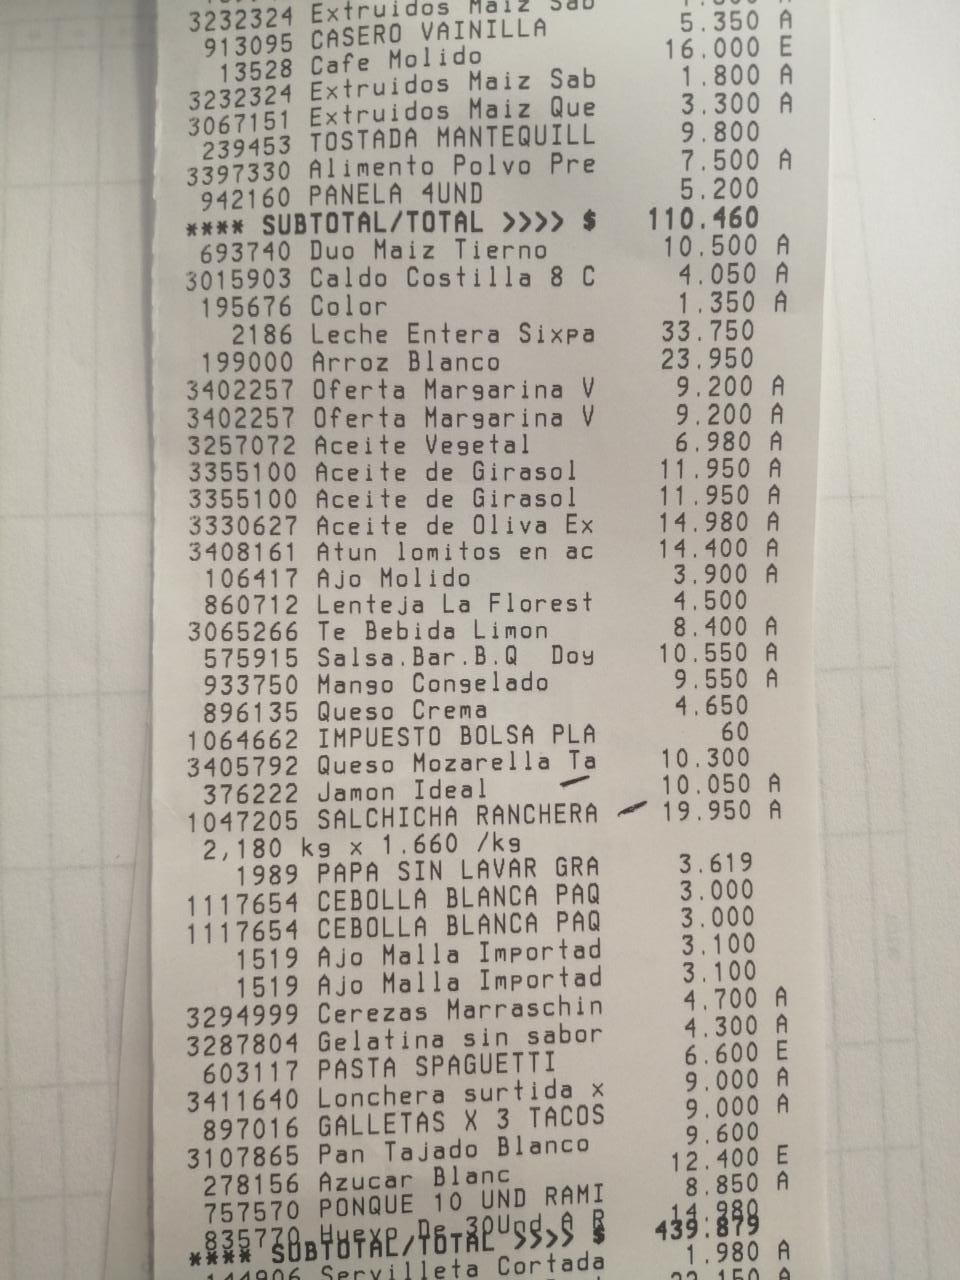 3232324 Extruidos Maiz Sab
913095 CASERO VAINILLA 5.350 A
13528 Cafe Molido 16.000 E
3232324 Extruidos Maiz Sab 1.800 A
3067151 Extruidos Maiz Que 3.300 A
239453 TOSTADA MANTEQUILL 9.800
3397330 Alimento Polvo Pre 7.500 A
942160 PANELA 4UND 5.200
**** SUBTOTAL/TOTAL >>>> $ 110.460
693740 Duo Maiz Tierno 10.500 A
3015903 Caldo Costilla 8 C 4.050 A
195676 Color 1.350 A
2186 Leche Entera Sixpa 33.750
199000 Arroz Blanco 23.950
3402257 Oferta Margarina V 9.200 A
3402257 Oferta Margarina V 9.200 A
3257072 Aceite Vegetal 6.980 A
3355100 Aceite de Girasol 11.950 A
3355100 Aceite de Girasol 11.950 A
3330627 Aceite de Oliva Ex 14.980 A
3408161 Atun lomitos en ac 14.400 A
106417 Ajo Molido 3.900 A
860712 Lenteja La Florest 4.500
3065266 Te Bebida Limon 8.400 A
575915 Salsa.Bar.B.Q Doy 10.550 A
933750 Mango Congelado 9.550 A
896135 Queso Crema 4.650
1064662 IMPUESTO BOLSA PLA 60
3405792 Queso Mozarella Ta 10.300
376222 Jamon Ideal 10.050 A
1047205 SALCHICHA RANCHERA 19.950 A
2,180 kg x 1.660 /kg
1989 PAPA SIN LAVAR GRA 3.619
1117654 CEBOLLA BLANCA PAQ 3.000
1117654 CEBOLLA BLANCA PAQ 3.000
1519 Ajo Malla Importad 3.100
1519 Ajo Malla Importad 3.100
3294999 Cerezas Marraschin 4.700 A
3287804 Gelatina sin sabor 4.300 A
603117 PASTA SPAGUETTI 6.600 E
3411640 Lonchera surtida x 9.000 A
897016 GALLETAS X 3 TACOS 9.000 A
3107865 Pan Tajado Blanco 9.600
278156 Azucar Blanc 12.400 E
757570 PONQUE 10 UND RAMI 8.850 A
835770 Huevo De 30Und A R 14.980
**** SUBTOTAL/TOTAL >>>> $ 439.879
144906 Servilleta Cortada 1.980 A